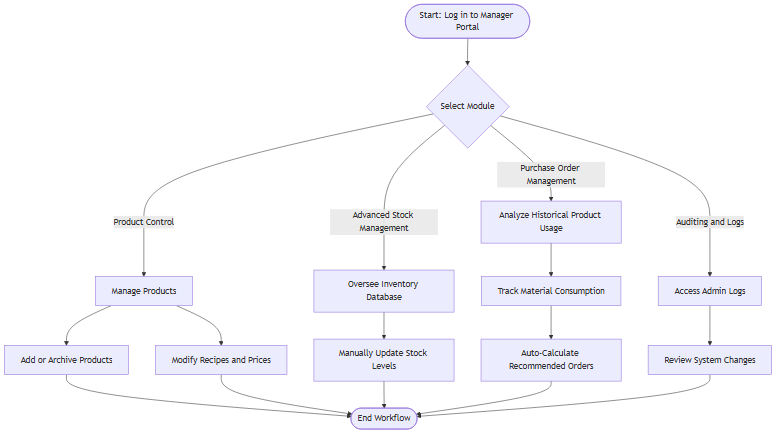 Start: Log in to Manager
Portal
Select Module
Product Control
Advanced Stock
Management
Purchase Order
Management
Auditing and Logs
Manage Products
Oversee Inventory
Database
Analyze Historical Product
Usage
Track Material Consumption
Access Admin Logs
Add or Archive Products
Modify Recipes and Prices
Manually Update Stock
Levels
Auto-Calculate
Recommended Orders
Review System Changes
End Workflow